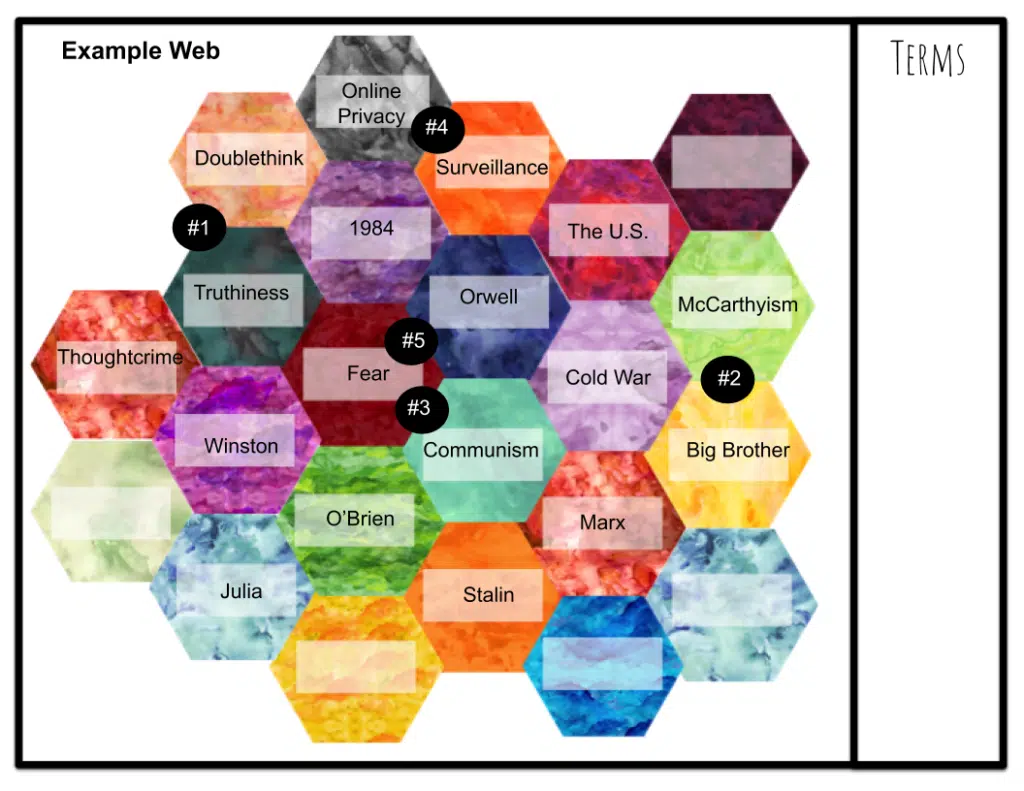 Example Web
TERMS
Online
Privacy
#4
Doublethink
Surveillance
#1
1984
The U.S.
Truthiness
Orwell
McCarthyism
#5
Thoughtcrime
Fear
Cold War
#2
#3
Winston
Communism
Big Brother
O’Brien
Marx
Julia
Stalin